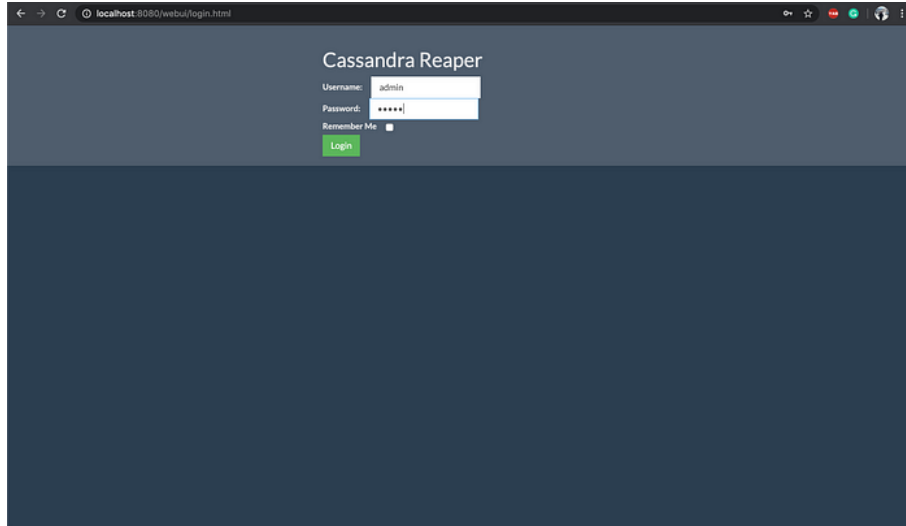 localhost:8080/webui/login.html
Cassandra Reaper
Username: admin
Password: •••••
Remember Me
Login